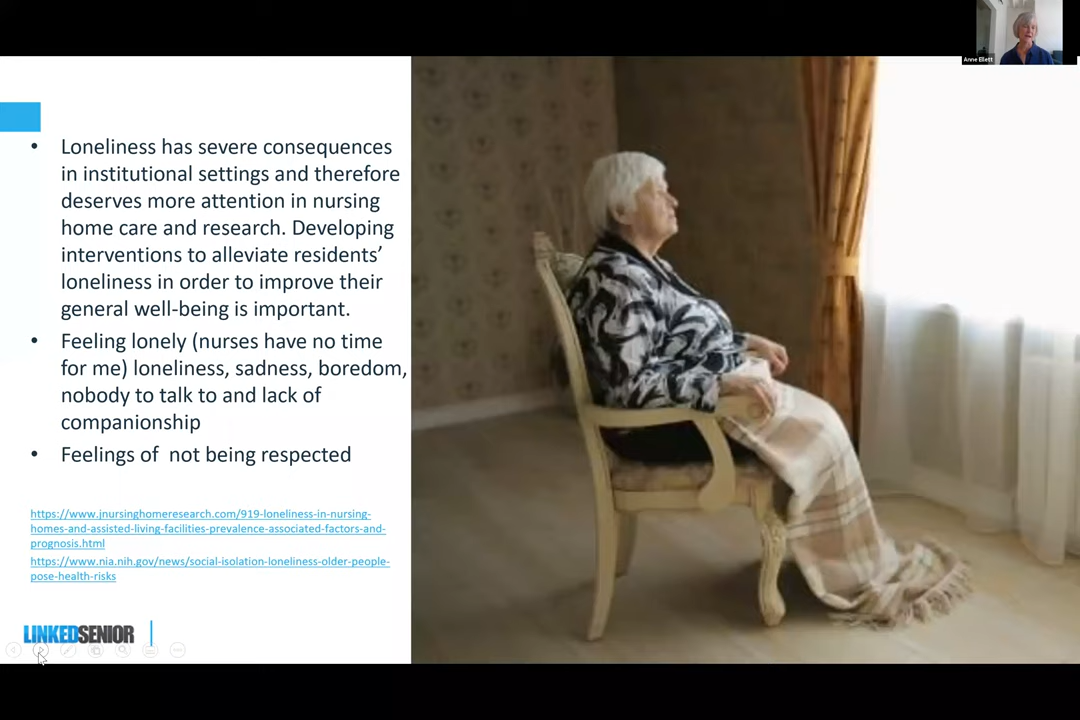 Anne Ellett
• Loneliness has severe consequences
in institutional settings and therefore
deserves more attention in nursing
home care and research. Developing
interventions to alleviate residents’
loneliness in order to improve their
general well-being is important.
• Feeling lonely (nurses have no time
for me) loneliness, sadness, boredom,
nobody to talk to and lack of
companionship
• Feelings of  not being respected
https://www.jnursinghomeresearch.com/919-loneliness-in-nursing-
homes-and-assisted-living-facilities-prevalence-associated-factors-and-
prognosis.html
https://www.nia.nih.gov/news/social-isolation-loneliness-older-people-
pose-health-risks
LINKEDSENIOR